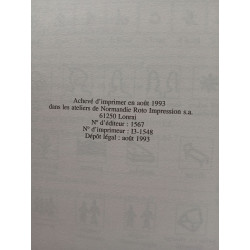 Achevé d'imprimer en août 1993
dans les ateliers de Normandie Roto Impression s.a.
61250 Lonrai
N° d'éditeur : 1567
N° d'imprimeur : I3-1548
Dépôt légal : août 1993